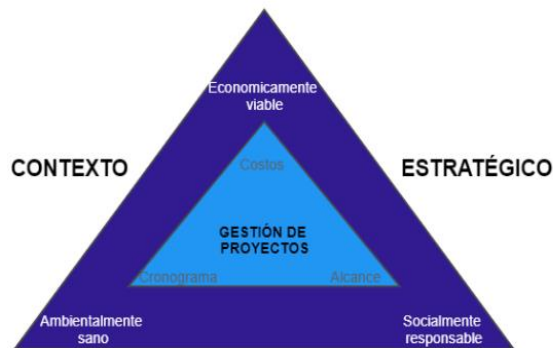 Economicamente
viable
CONTEXTO
ESTRATÉGICO
Costos
GESTIÓN DE
PROYECTOS
Cronograma
Alcance
Ambientalmente
sano
Socialmente
responsable